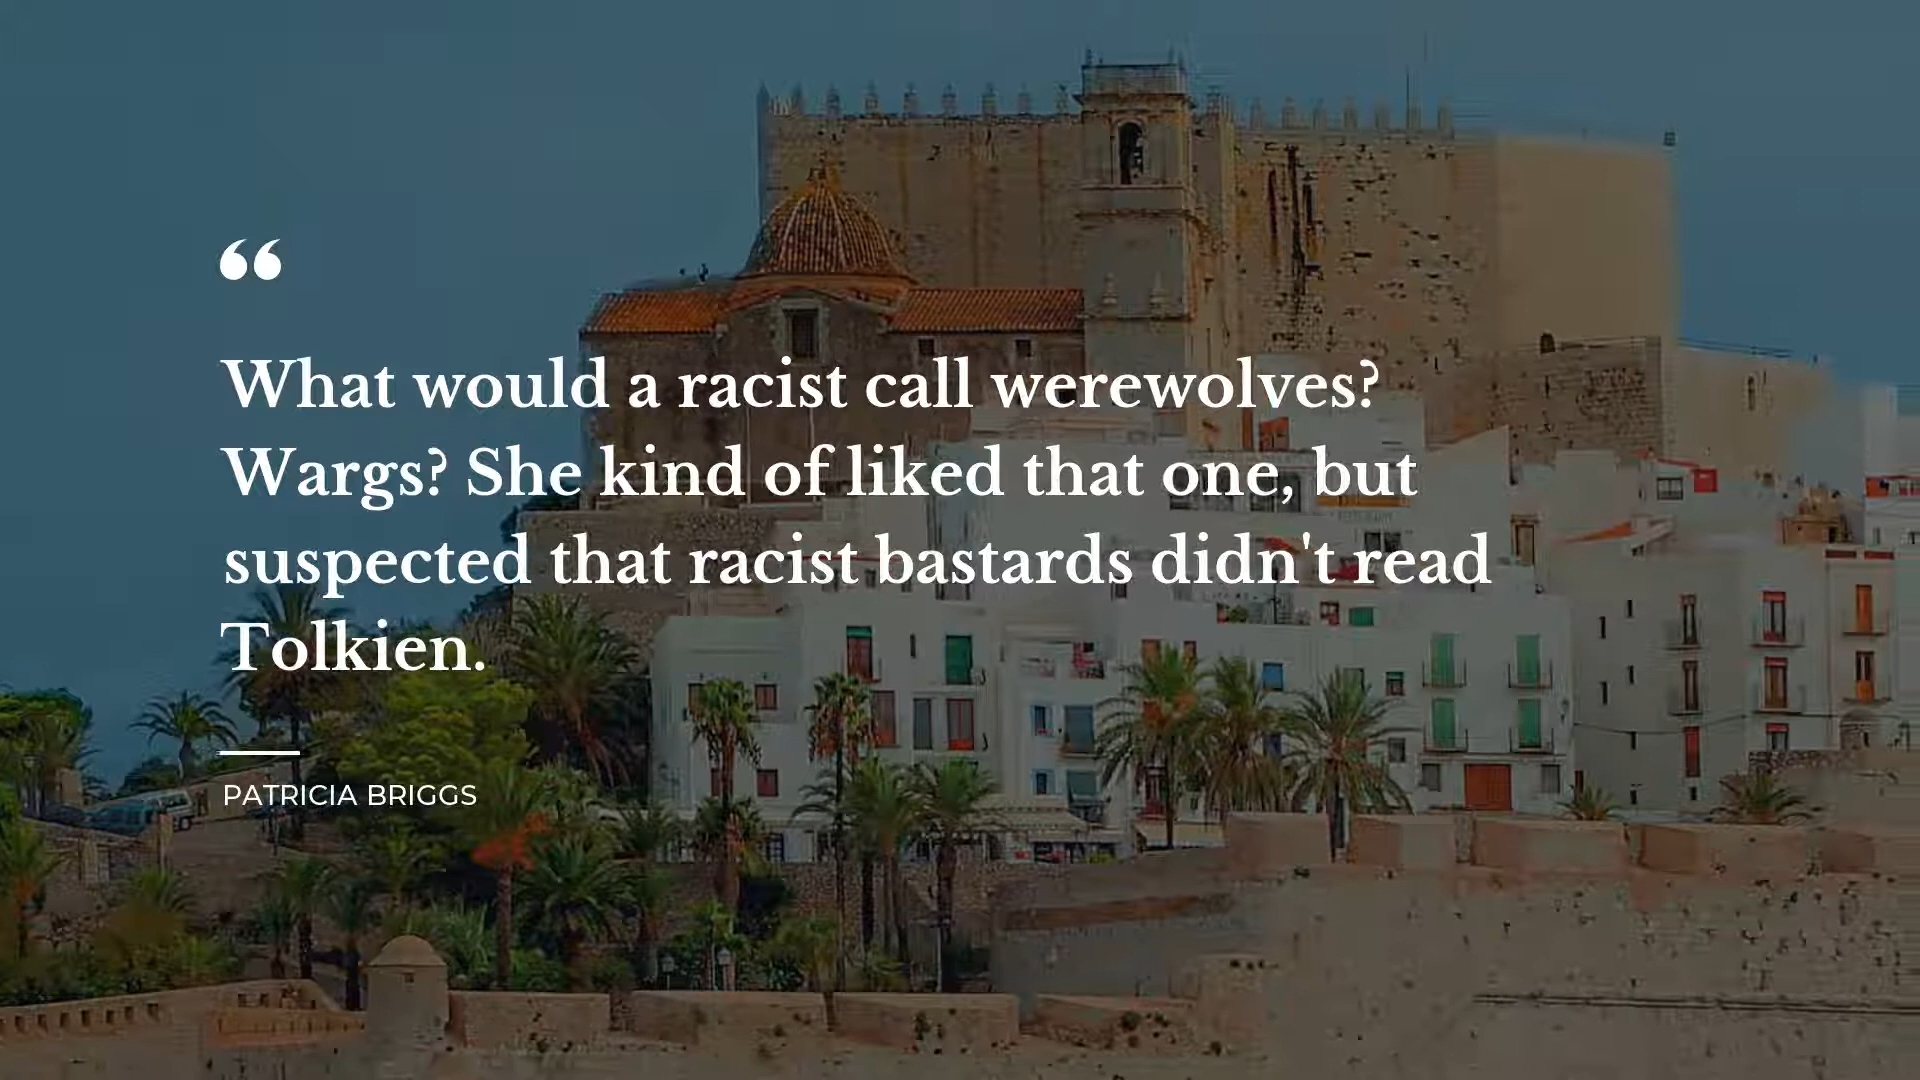 “
What would a racist call werewolves?
Wargs? She kind of liked that one, but
suspected that racist bastards didn't read
Tolkien.
PATRICIA BRIGGS